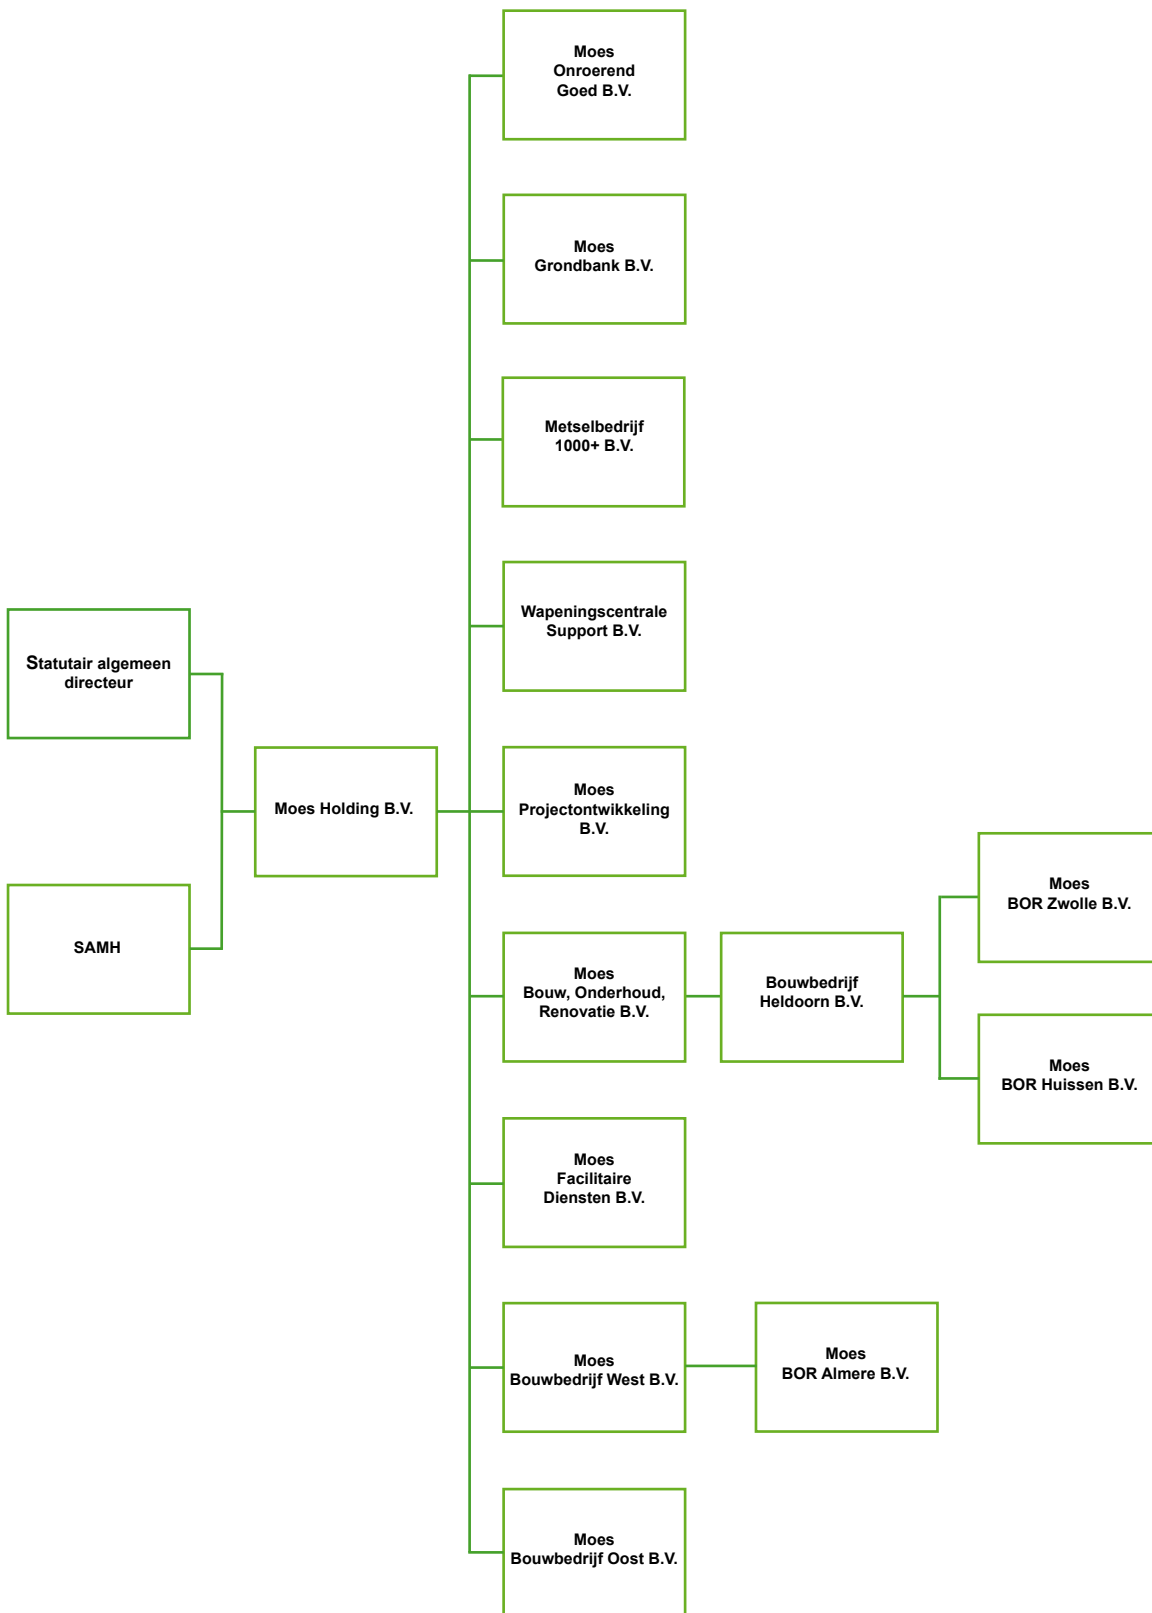 Moes
Onroerend
Goed B.V.
Moes
Grondbank B.V.
Metselbedrijf
1000+ B.V.
Wapeningscentrale
Support B.V.
Statutair algemeen
directeur
Moes Holding B.V.
SAMH
Moes
Projectontwikkeling
B.V.
Moes
Bouw, Onderhoud,
Renovatie B.V.
Bouwbedrijf
Heldoorn B.V.
Moes
BOR Zwolle B.V.
Moes
BOR Huissen B.V.
Moes
Facilitaire
Diensten B.V.
Moes
Bouwbedrijf West B.V.
Moes
BOR Almere B.V.
Moes
Bouwbedrijf Oost B.V.